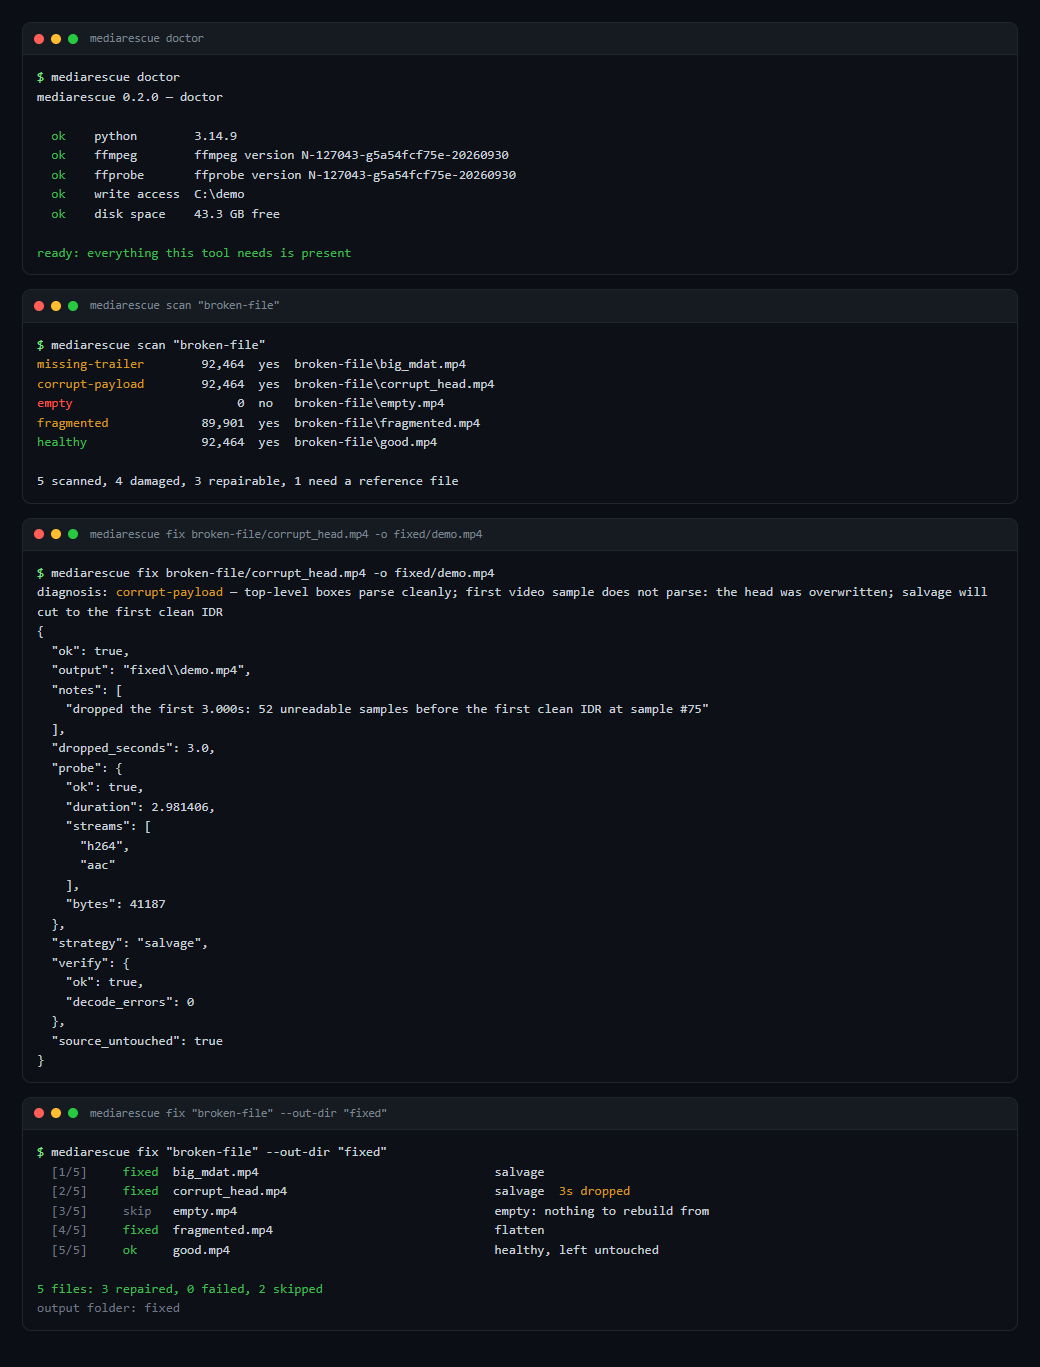 mediarescue doctor
$ mediarescue doctor
mediarescue 0.2.0 — doctor
ok    python        3.14.9
ok    ffmpeg        ffmpeg version N-127043-g5a54fcf75e-20260930
ok    ffprobe       ffprobe version N-127043-g5a54fcf75e-20260930
ok    write access  C:\demo
ok    disk space    43.3 GB free
ready: everything this tool needs is present
mediarescue scan "broken-file"
$ mediarescue scan "broken-file"
missing-trailer        92,464  yes  broken-file\big_mdat.mp4
corrupt-payload        92,464  yes  broken-file\corrupt_head.mp4
empty                       0  no   broken-file\empty.mp4
fragmented             89,901  yes  broken-file\fragmented.mp4
healthy                92,464  yes  broken-file\good.mp4
5 scanned, 4 damaged, 3 repairable, 1 need a reference file
mediarescue fix broken-file/corrupt_head.mp4 -o fixed/demo.mp4
$ mediarescue fix broken-file/corrupt_head.mp4 -o fixed/demo.mp4
diagnosis: corrupt-payload — top-level boxes parse cleanly; first video sample does not parse: the head was overwritten; salvage will
cut to the first clean IDR
{
  "ok": true,
  "output": "fixed\\demo.mp4",
  "notes": [
    "dropped the first 3.000s: 52 unreadable samples before the first clean IDR at sample #75"
  ],
  "dropped_seconds": 3.0,
  "probe": {
    "ok": true,
    "duration": 2.981406,
    "streams": [
      "h264",
      "aac"
    ],
    "bytes": 41187
  },
  "strategy": "salvage",
  "verify": {
    "ok": true,
    "decode_errors": 0
  },
  "source_untouched": true
}
mediarescue fix "broken-file" --out-dir "fixed"
$ mediarescue fix "broken-file" --out-dir "fixed"
[1/5]     fixed  big_mdat.mp4                                 salvage
[2/5]     fixed  corrupt_head.mp4                             salvage  3s dropped
[3/5]     skip   empty.mp4                                    empty: nothing to rebuild from
[4/5]     fixed  fragmented.mp4                               flatten
[5/5]     ok     good.mp4                                     healthy, left untouched
5 files: 3 repaired, 0 failed, 2 skipped
output folder: fixed